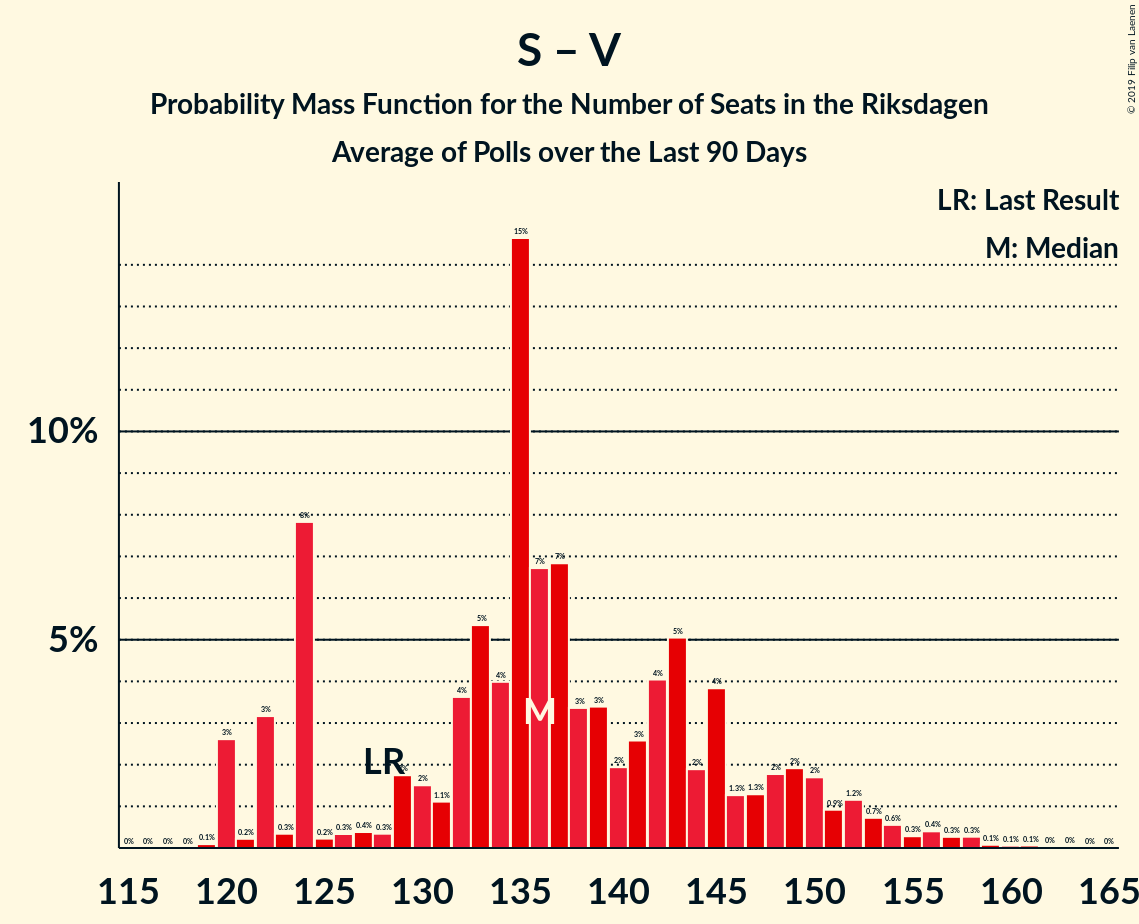 S – V
Probability Mass Function for the Number of Seats in the Riksdagen
Average of Polls over the Last 90 Days
© 2019 Filip van Laenen
LR: Last Result
M: Median
10%
5%
0% 0% 0% 0% 0.1% 3% 0.2% 3% 0.3% 8% 0.2% 0.3% 0.4% 0.3% 2% 2% 1.1% 4% 5% 4% 15% 7% 7% 3% 3% 2% 3% 4% 5% 2% 4% 1.3% 1.3% 2% 2% 2% 0.9% 1.2% 0.7% 0.6% 0.3% 0.4% 0.3% 0.3% 0.1% 0.1% 0.1% 0% 0% 0% 0%
LR
M
115 120 125 130 135 140 145 150 155 160 165